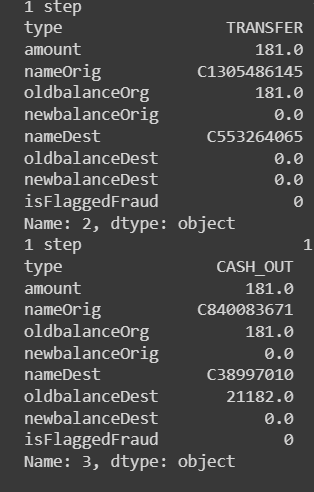 1 step
type TRANSFER
amount 181.0
nameOrig C1305486145
oldbalanceOrg 181.0
newbalanceOrig 0.0
nameDest C553264065
oldbalanceDest 0.0
newbalanceDest 0.0
isFlaggedFraud 0
Name: 2, dtype: object
1 step 1
type CASH_OUT
amount 181.0
nameOrig C840083671
oldbalanceOrg 181.0
newbalanceOrig 0.0
nameDest C38997010
oldbalanceDest 21182.0
newbalanceDest 0.0
isFlaggedFraud 0
Name: 3, dtype: object